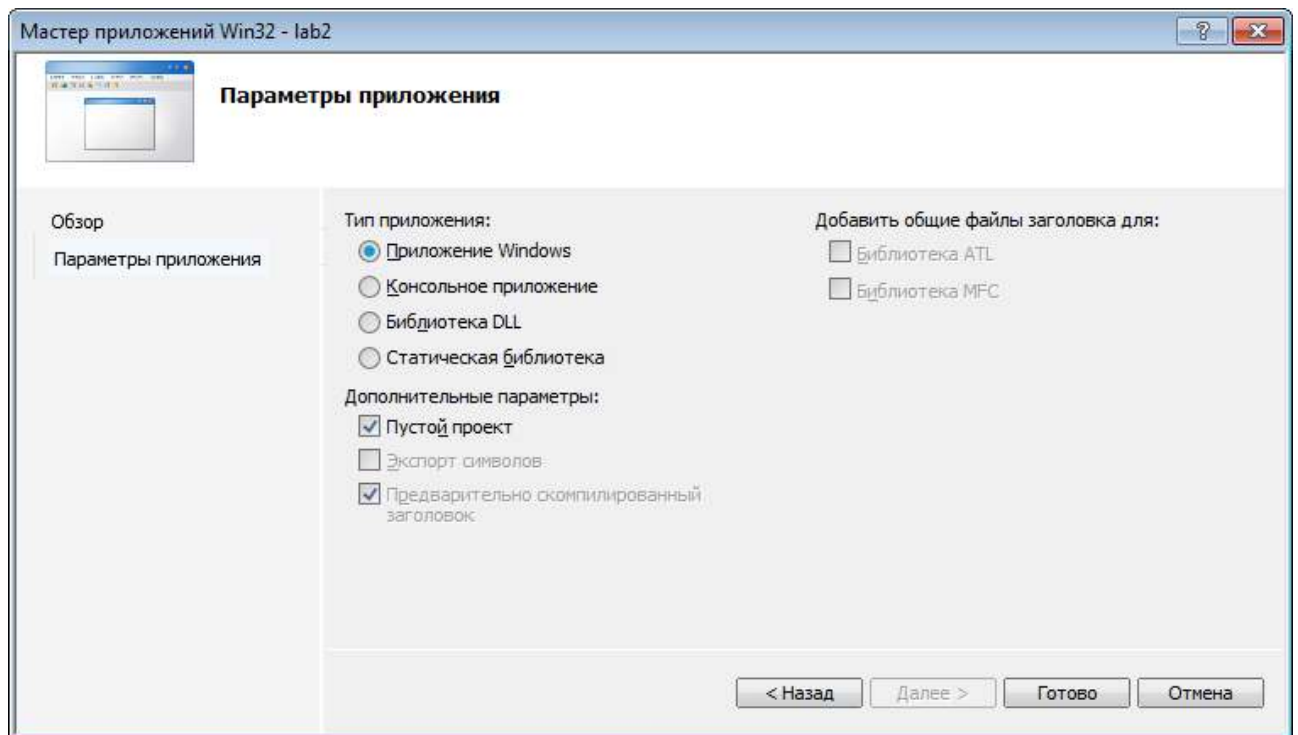 Мастер приложений Win32 - lab2
Параметры приложения
Обзор
Параметры приложения
Тип приложения:
Приложение Windows
Консольное приложение
Библиотека DLL
Статическая библиотека
Дополнительные параметры:
Пустой проект
Экспорт символов
Предварительно скомпилированный
заголовок
Добавить общие файлы заголовка для:
Библиотека ATL
Библиотека MFC
< Назад
Далее >
Готово
Отмена